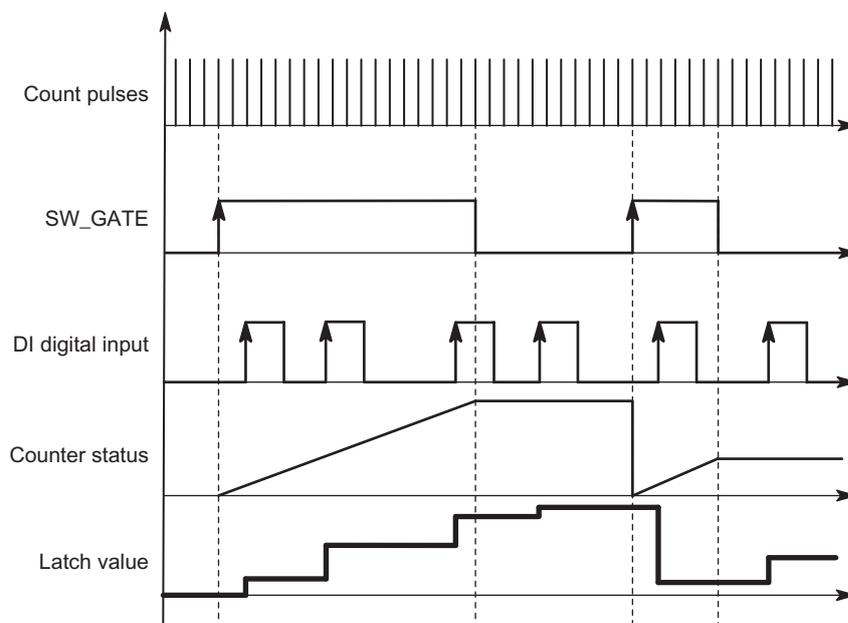 Count pulses
SW_GATE
DI digital input
Counter status
Latch value